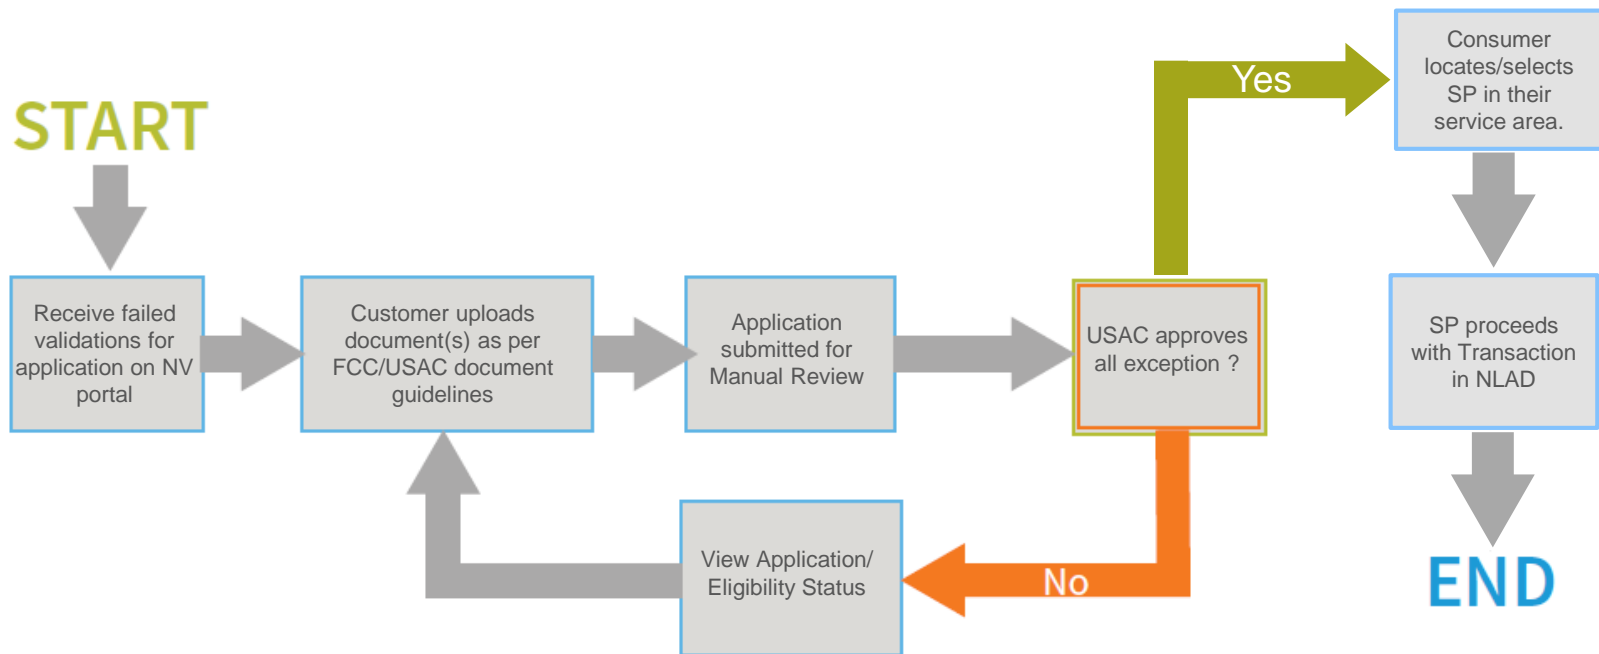 START
Receive failed
validations for
application on NV
portal
Customer uploads
document(s) as per
FCC/USAC document
guidelines
Application
submitted for
Manual Review
USAC approves
all exception ?
Yes
Consumer
locates/selects
SP in their
service area.
SP proceeds
with Transaction
in NLAD
END
No
View Application/
Eligibility Status